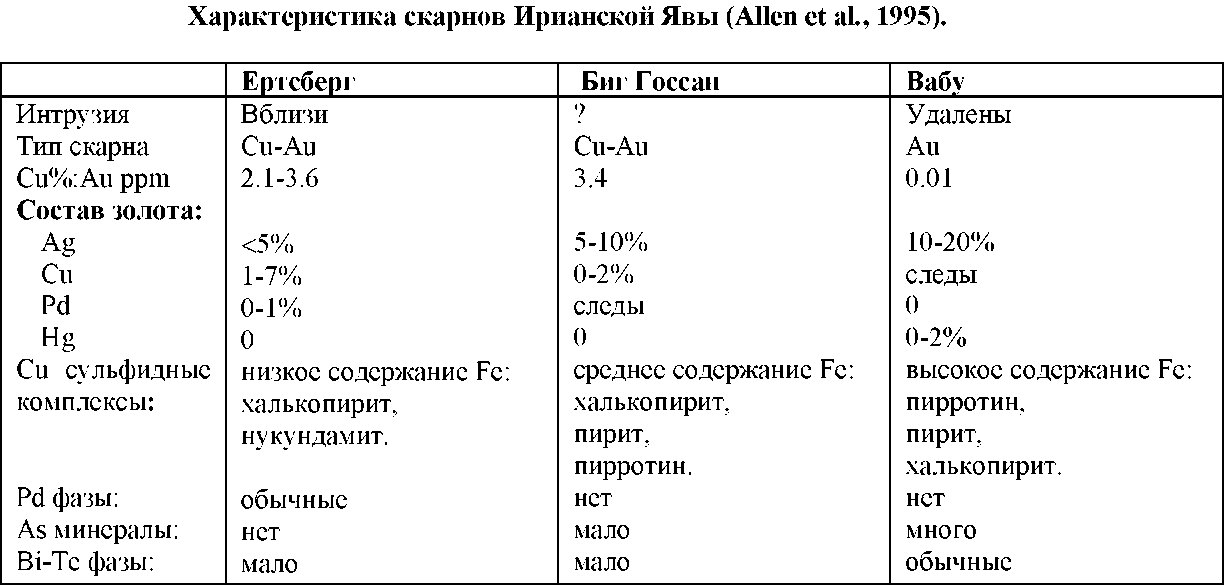 Характеристика скарнов Ирианской Явы (Allen et al., 1995).
Ертсберг Биг Госсан Вабу
Интрузия Вблизи ? Удалены
Тип скарна Cu-Au Cu-Au Au
Cu%:Au ppm 2.1-3.6 3.4 0.01
Состав золота:
Ag <5% 5-10% 10-20%
Cu 1-7% 0-2% следы
Pd 0-1% следы 0
Hg 0 0 0-2%
Cu сульфидные низкое содержание Fe: среднее содержание Fe: высокое содержание Fe:
комплексы: халькопирит, халькопирит, пирротин,
нукундамит. пирит, пирит,
пирротин. халькопирит.
Pd фазы: обычные нет нет
As минералы: нет мало много
Bi-Te фазы: мало мало обычные